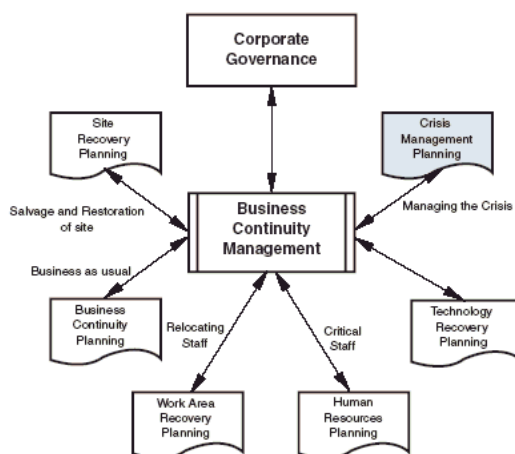 Corporate
Governance
Site
Recovery
Planning
Crisis
Management
Planning
Salvage and Restoration
of site
Business
Continuity
Management
Managing the Crisis
Business as usual
Business
Continuity
Planning
Relocating
Staff
Critical
Staff
Technology
Recovery
Planning
Work Area
Recovery
Planning
Human
Resources
Planning